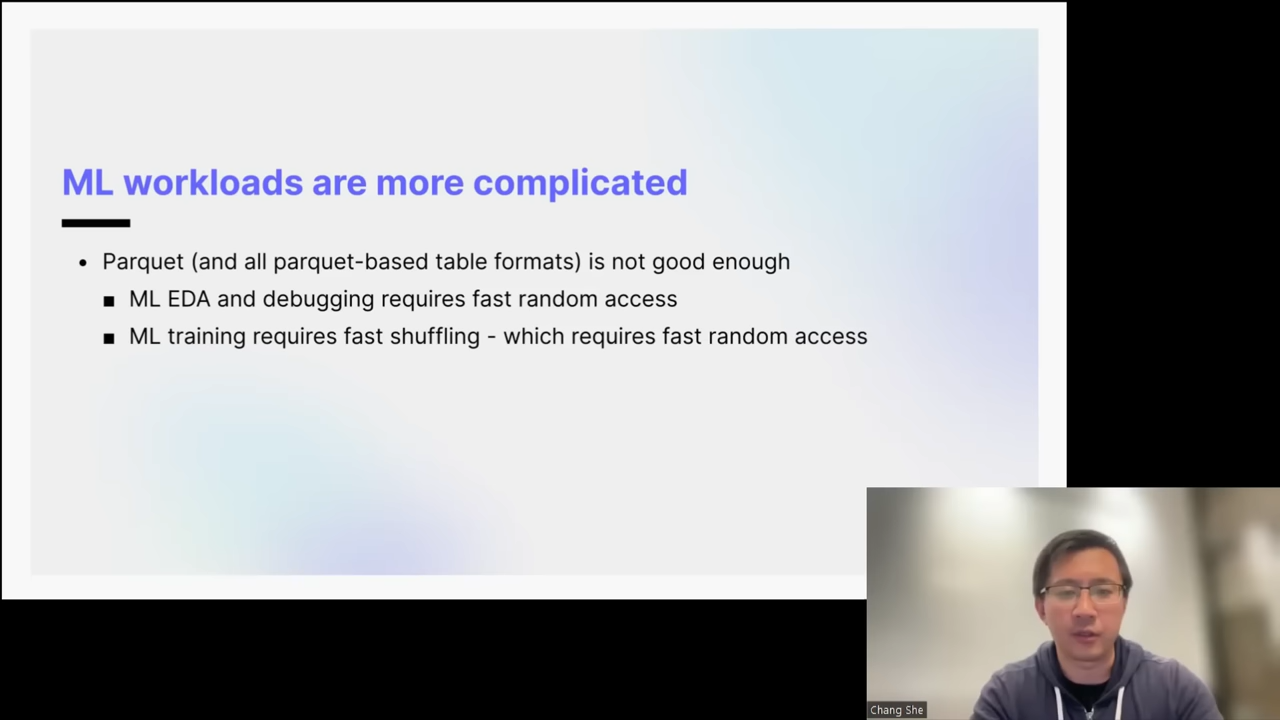 ML workloads are more complicated
• Parquet (and all parquet-based table formats) is not good enough
■ ML EDA and debugging requires fast random access
■ ML training requires fast shuffling - which requires fast random access
Chang She